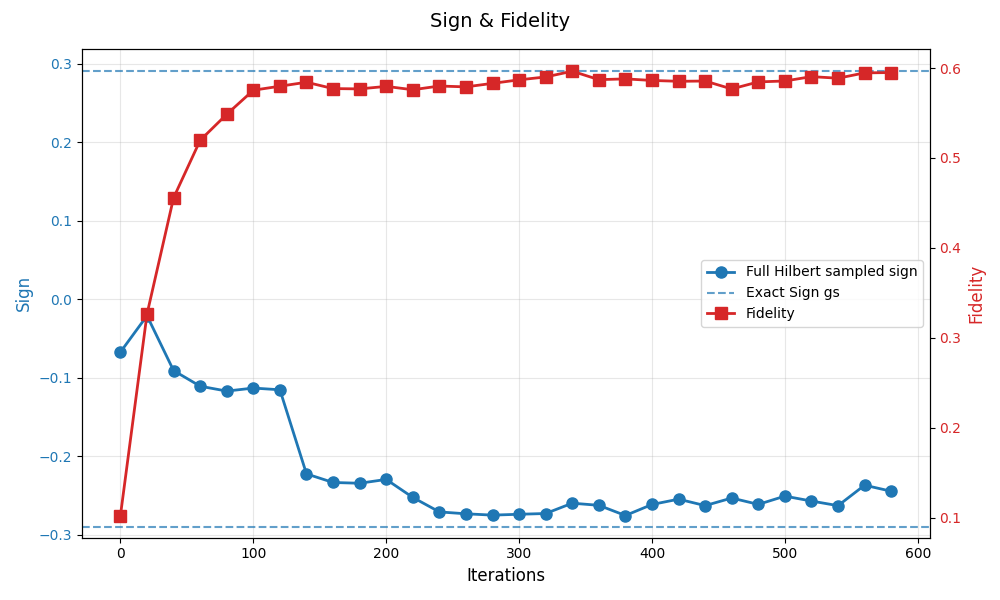 Sign & Fidelity
0.3
0.2
0.1
0.0
−0.1
−0.2
−0.3
Sign
0.6
0.5
0.4
0.3
0.2
0.1
Fidelity
Full Hilbert sampled sign
Exact Sign gs
Fidelity
0 100 200 300 400 500 600
Iterations